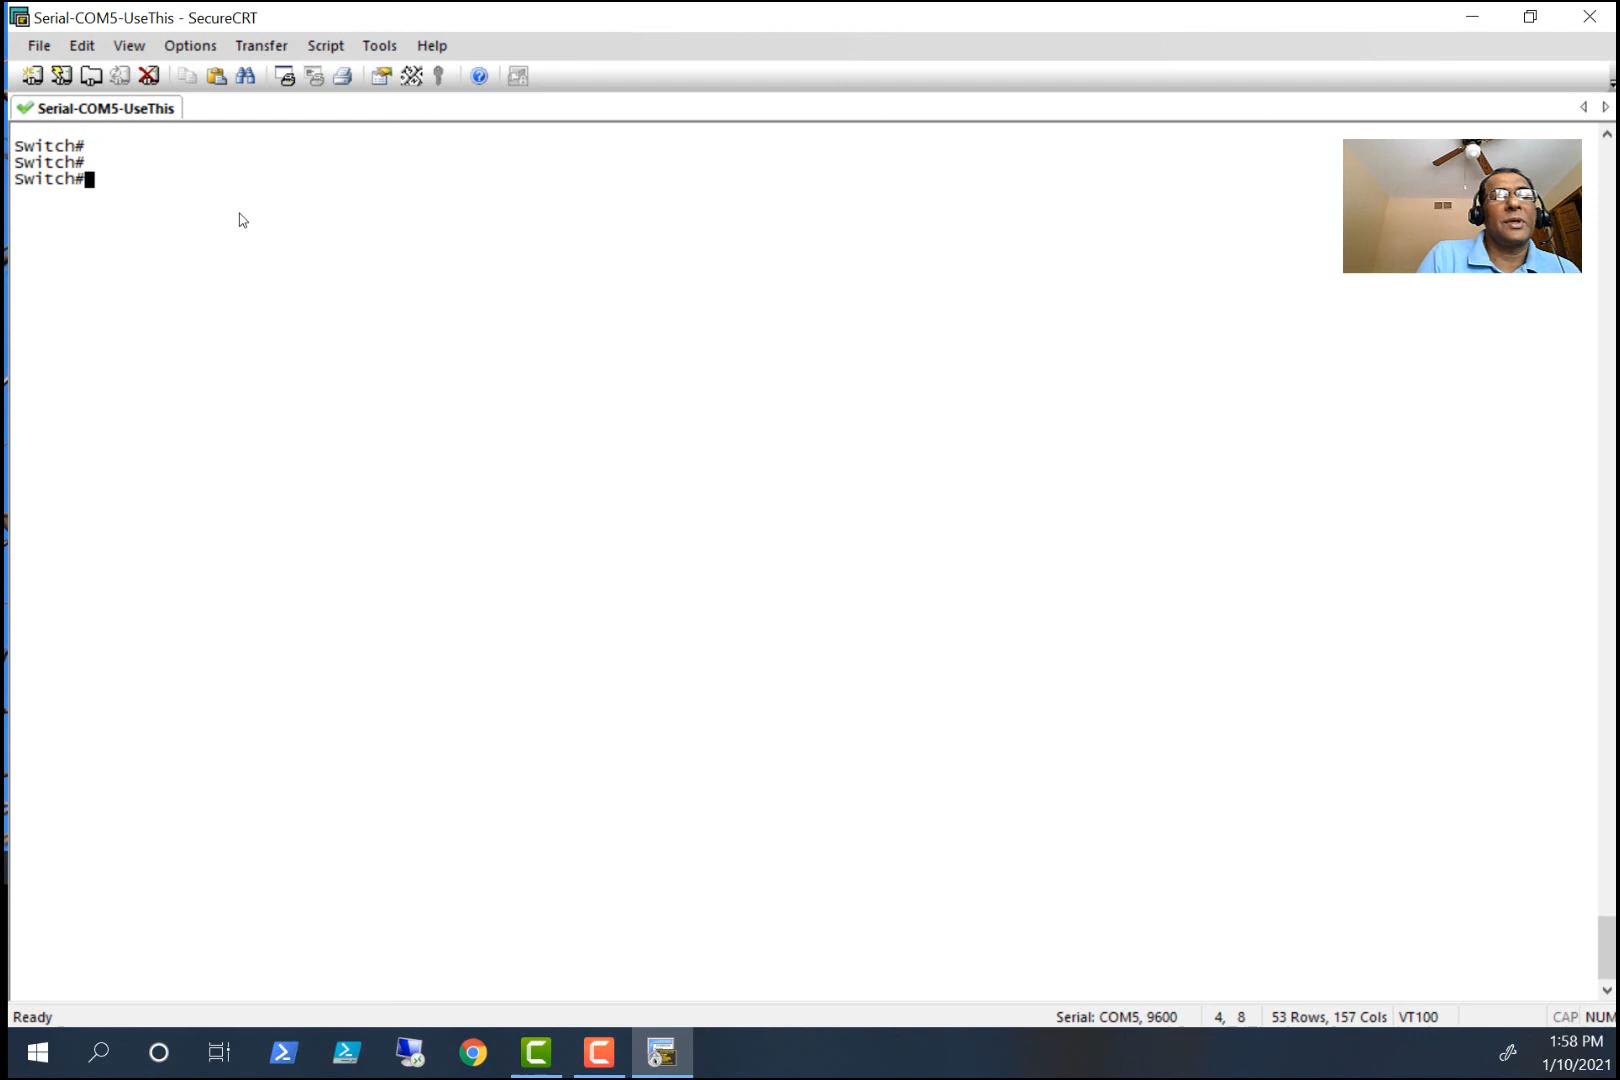 Serial-COM5-UseThis - SecureCRT
File Edit View Options Transfer Script Tools Help
Serial-COM5-UseThis
Switch#
Switch#
Switch#
Ready Serial: COM5, 9600 4, 8 53 Rows, 157 Cols VT100 CAP NUM
1:58 PM
1/10/2021